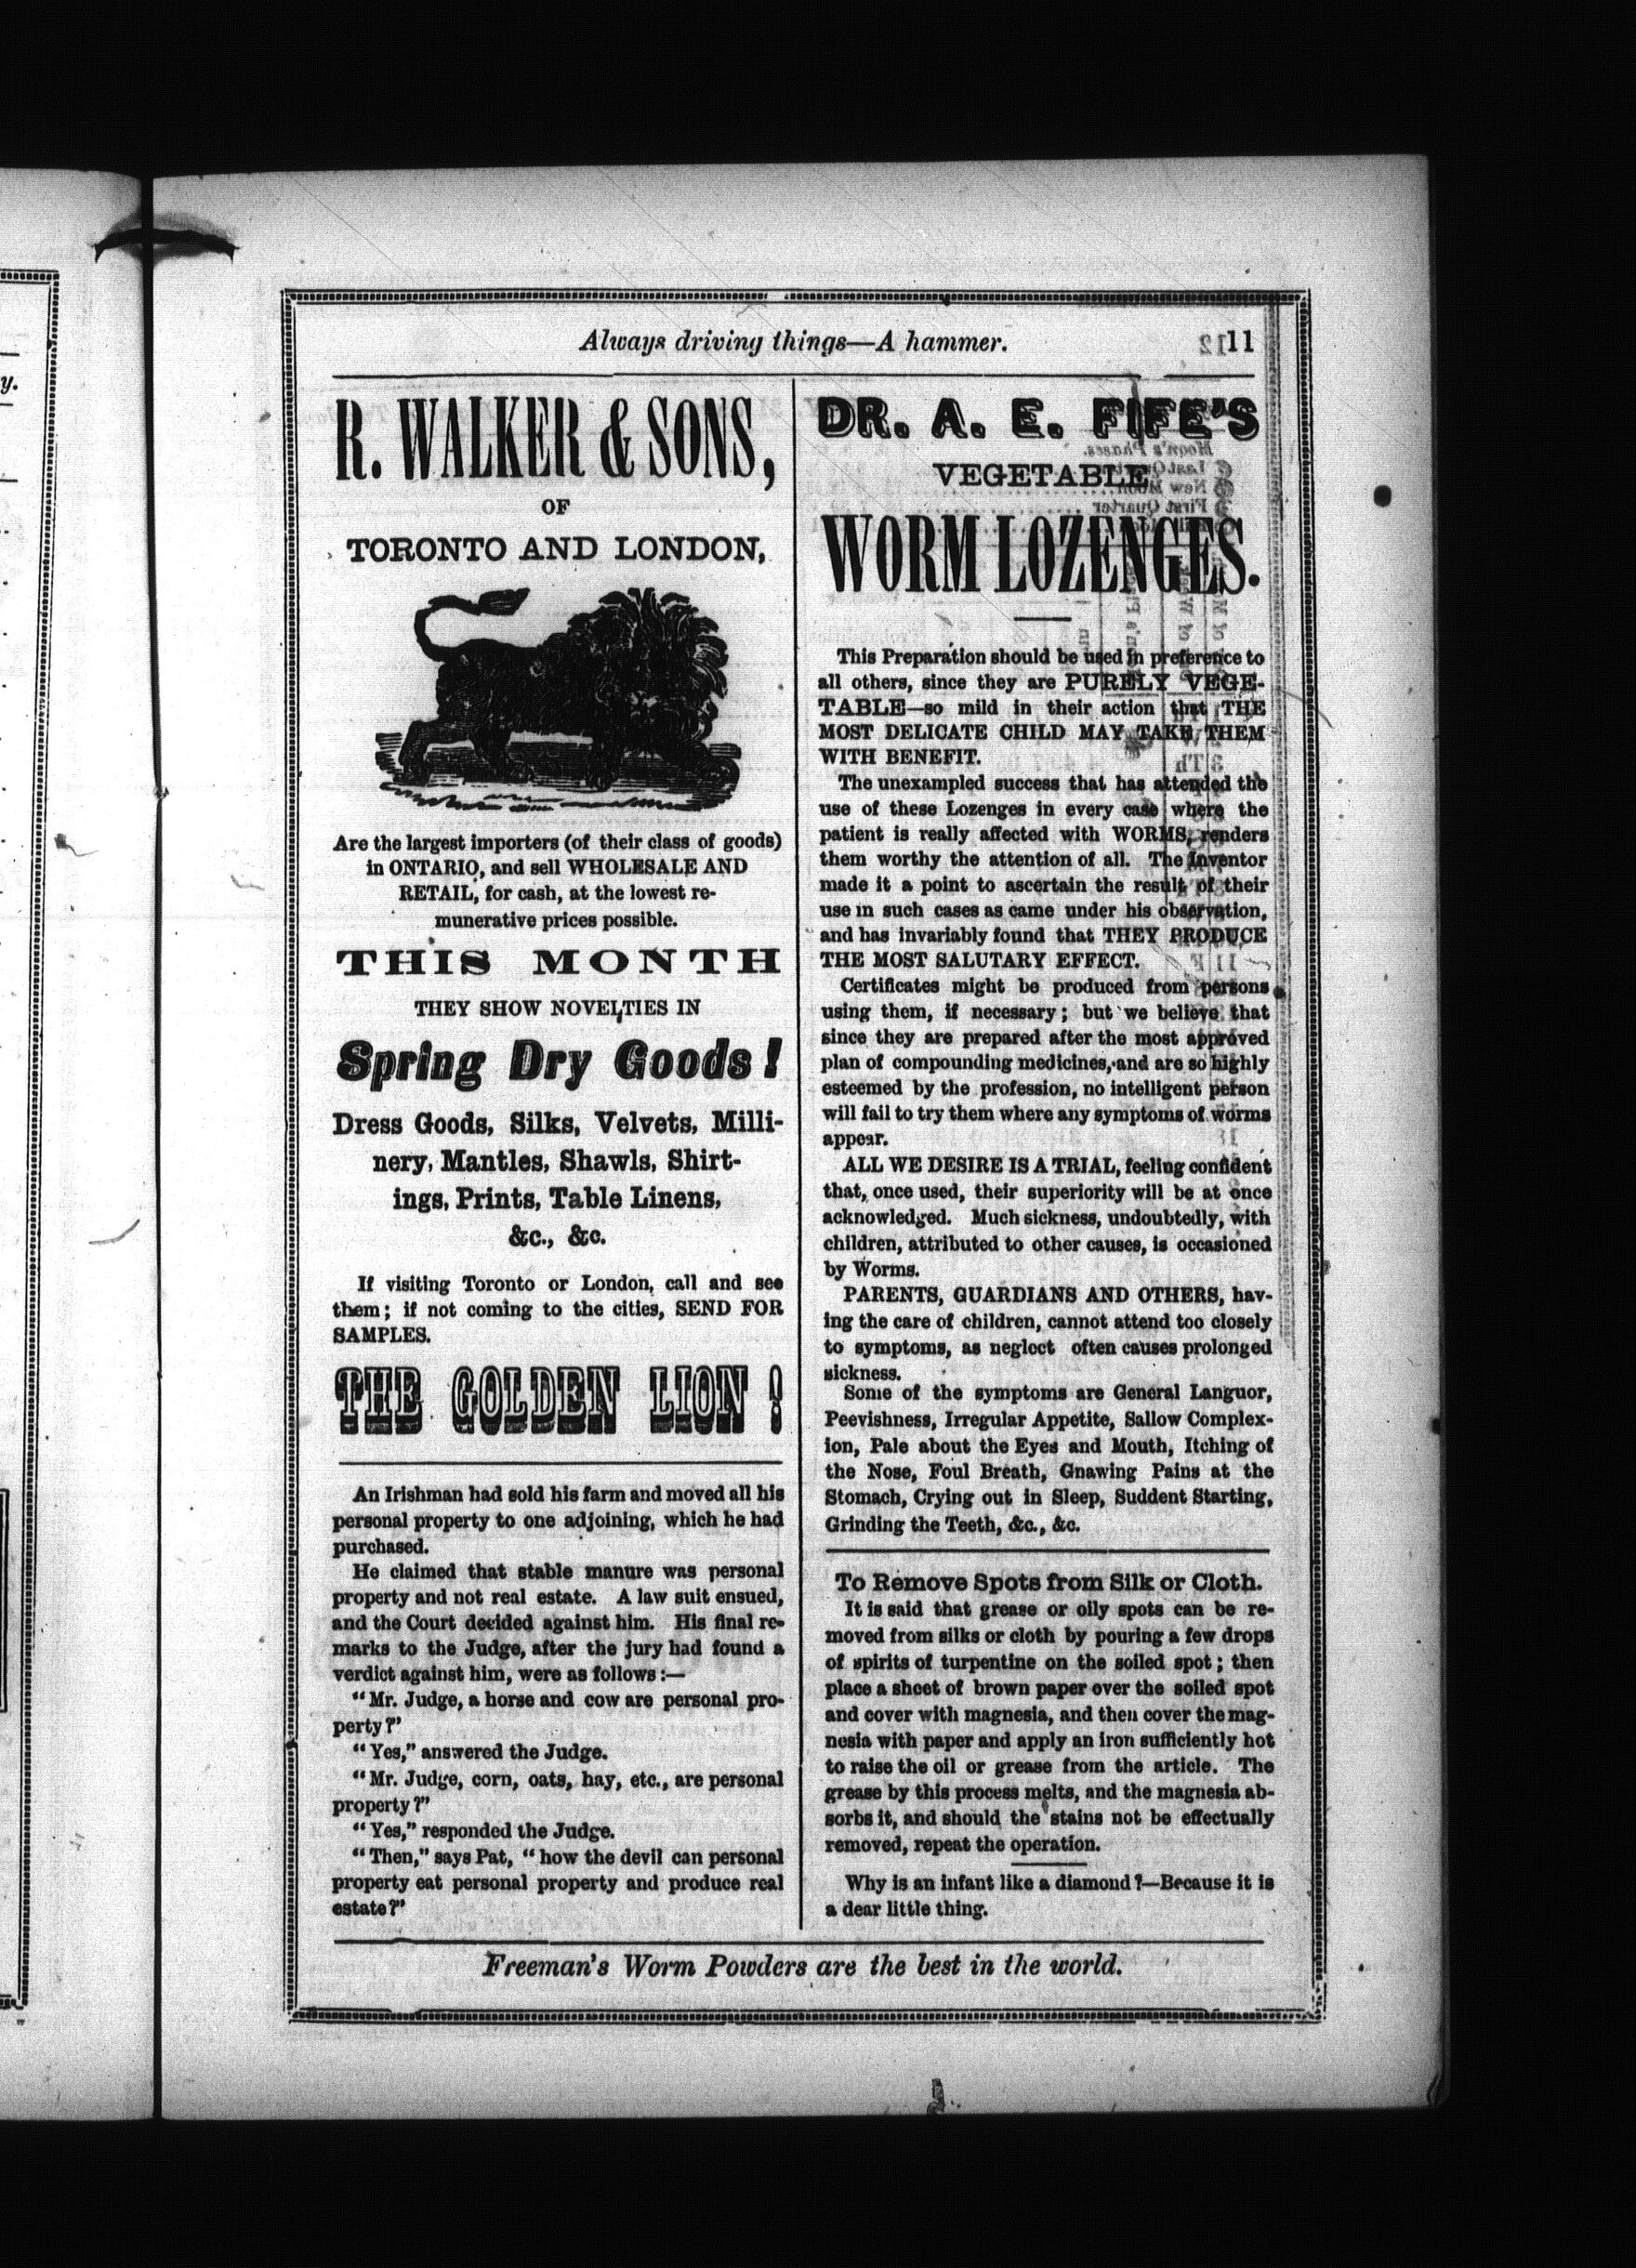 Always driving things—A hammer.
11
R. WALKER & SONS,
OF
TORONTO AND LONDON,
Are the largest importers (of their class of goods)
in ONTARIO, and sell WHOLESALE AND
RETAIL, for cash, at the lowest re-
munerative prices possible.
THIS MONTH
THEY SHOW NOVELTIES IN
Spring Dry Goods!
Dress Goods, Silks, Velvets, Milli-
nery, Mantles, Shawls, Shirt-
ings, Prints, Table Linens,
&c., &c.
If visiting Toronto or London, call and see
them; if not coming to the cities, SEND FOR
SAMPLES.
THE GOLDEN LION!
An Irishman had sold his farm and moved all his
personal property to one adjoining, which he had
purchased.
He claimed that stable manure was personal
property and not real estate. A law suit ensued,
and the Court decided against him. His final re-
marks to the Judge, after the jury had found a
verdict against him, were as follows:—
"Mr. Judge, a horse and cow are personal pro-
perty?"
"Yes," answered the Judge.
"Mr. Judge, corn, oats, hay, etc., are personal
property?"
"Yes," responded the Judge.
"Then," says Pat, "how the devil can personal
property eat personal property and produce real
estate?"
DR. A. E. FIFE'S
VEGETABLE
WORM LOZENGES.
This Preparation should be used in preference to
all others, since they are PURELY VEGE-
TABLE—so mild in their action that THE
MOST DELICATE CHILD MAY TAKE THEM
WITH BENEFIT.
The unexampled success that has attended the
use of these Lozenges in every case where the
patient is really affected with WORMS, renders
them worthy the attention of all. The Inventor
made it a point to ascertain the result of their
use in such cases as came under his observation,
and has invariably found that THEY PRODUCE
THE MOST SALUTARY EFFECT.
Certificates might be produced from persons
using them, if necessary; but we believe that
since they are prepared after the most approved
plan of compounding medicines, and are so highly
esteemed by the profession, no intelligent person
will fail to try them where any symptoms of worms
appear.
ALL WE DESIRE IS A TRIAL, feeling confident
that, once used, their superiority will be at once
acknowledged. Much sickness, undoubtedly, with
children, attributed to other causes, is occasioned
by Worms.
PARENTS, GUARDIANS AND OTHERS, hav-
ing the care of children, cannot attend too closely
to symptoms, as neglect often causes prolonged
sickness.
Some of the symptoms are General Languor,
Peevishness, Irregular Appetite, Sallow Complex-
ion, Pale about the Eyes and Mouth, Itching of
the Nose, Foul Breath, Gnawing Pains at the
Stomach, Crying out in Sleep, Suddent Starting,
Grinding the Teeth, &c., &c.
To Remove Spots from Silk or Cloth.
It is said that grease or oily spots can be re-
moved from silks or cloth by pouring a few drops
of spirits of turpentine on the soiled spot; then
place a sheet of brown paper over the soiled spot
and cover with magnesia, and then cover the mag-
nesia with paper and apply an iron sufficiently hot
to raise the oil or grease from the article. The
grease by this process melts, and the magnesia ab-
sorbs it, and should the stains not be effectually
removed, repeat the operation.
Why is an infant like a diamond?—Because it is
a dear little thing.
Freeman's Worm Powders are the best in the world.